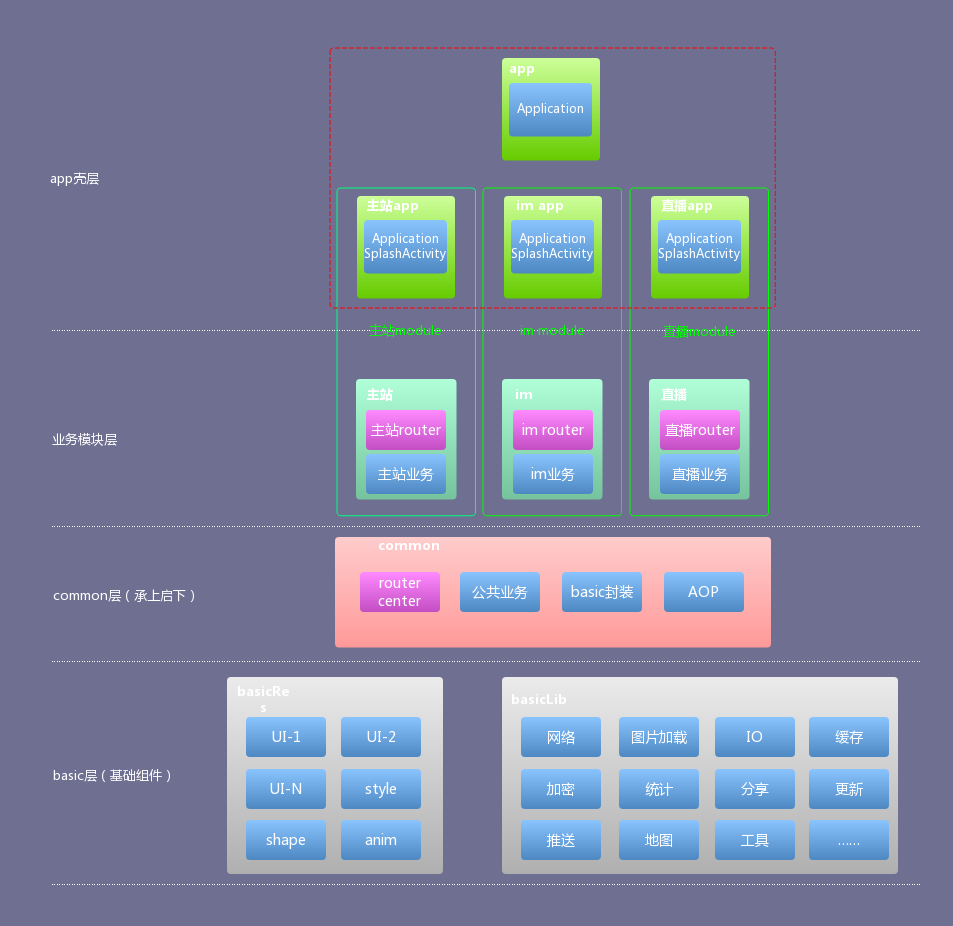 app
Application
app壳层
主站app
im app
直播app
Application
SplashActivity
Application
SplashActivity
Application
SplashActivity
主站module
im module
直播module
业务模块层
主站
im
直播
主站router
im router
直播router
主站业务
im业务
直播业务
common
common层（承上启下）
router
center
公共业务
basic封装
AOP
basicRe
s
basicLib
UI-1
UI-2
网络
图片加载
IO
缓存
basic层（基础组件）
UI-N
style
加密
统计
分享
更新
shape
anim
推送
地图
工具
……